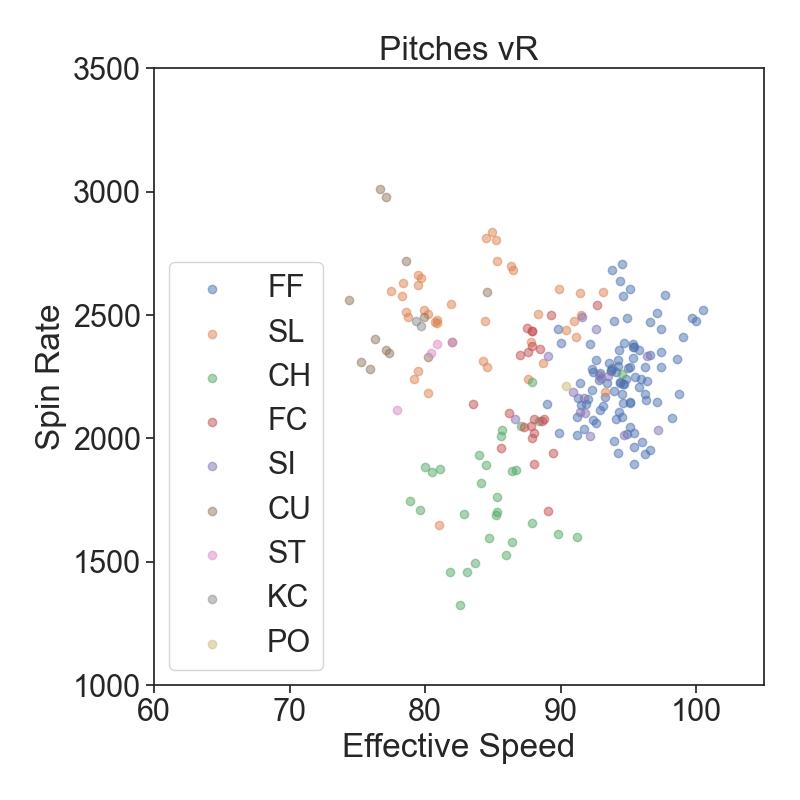 Pitches vR
3500
3000
2500
2000
1500
1000
Spin Rate
FF
SL
CH
FC
SI
CU
ST
KC
PO
60 70 80 90 100
Effective Speed